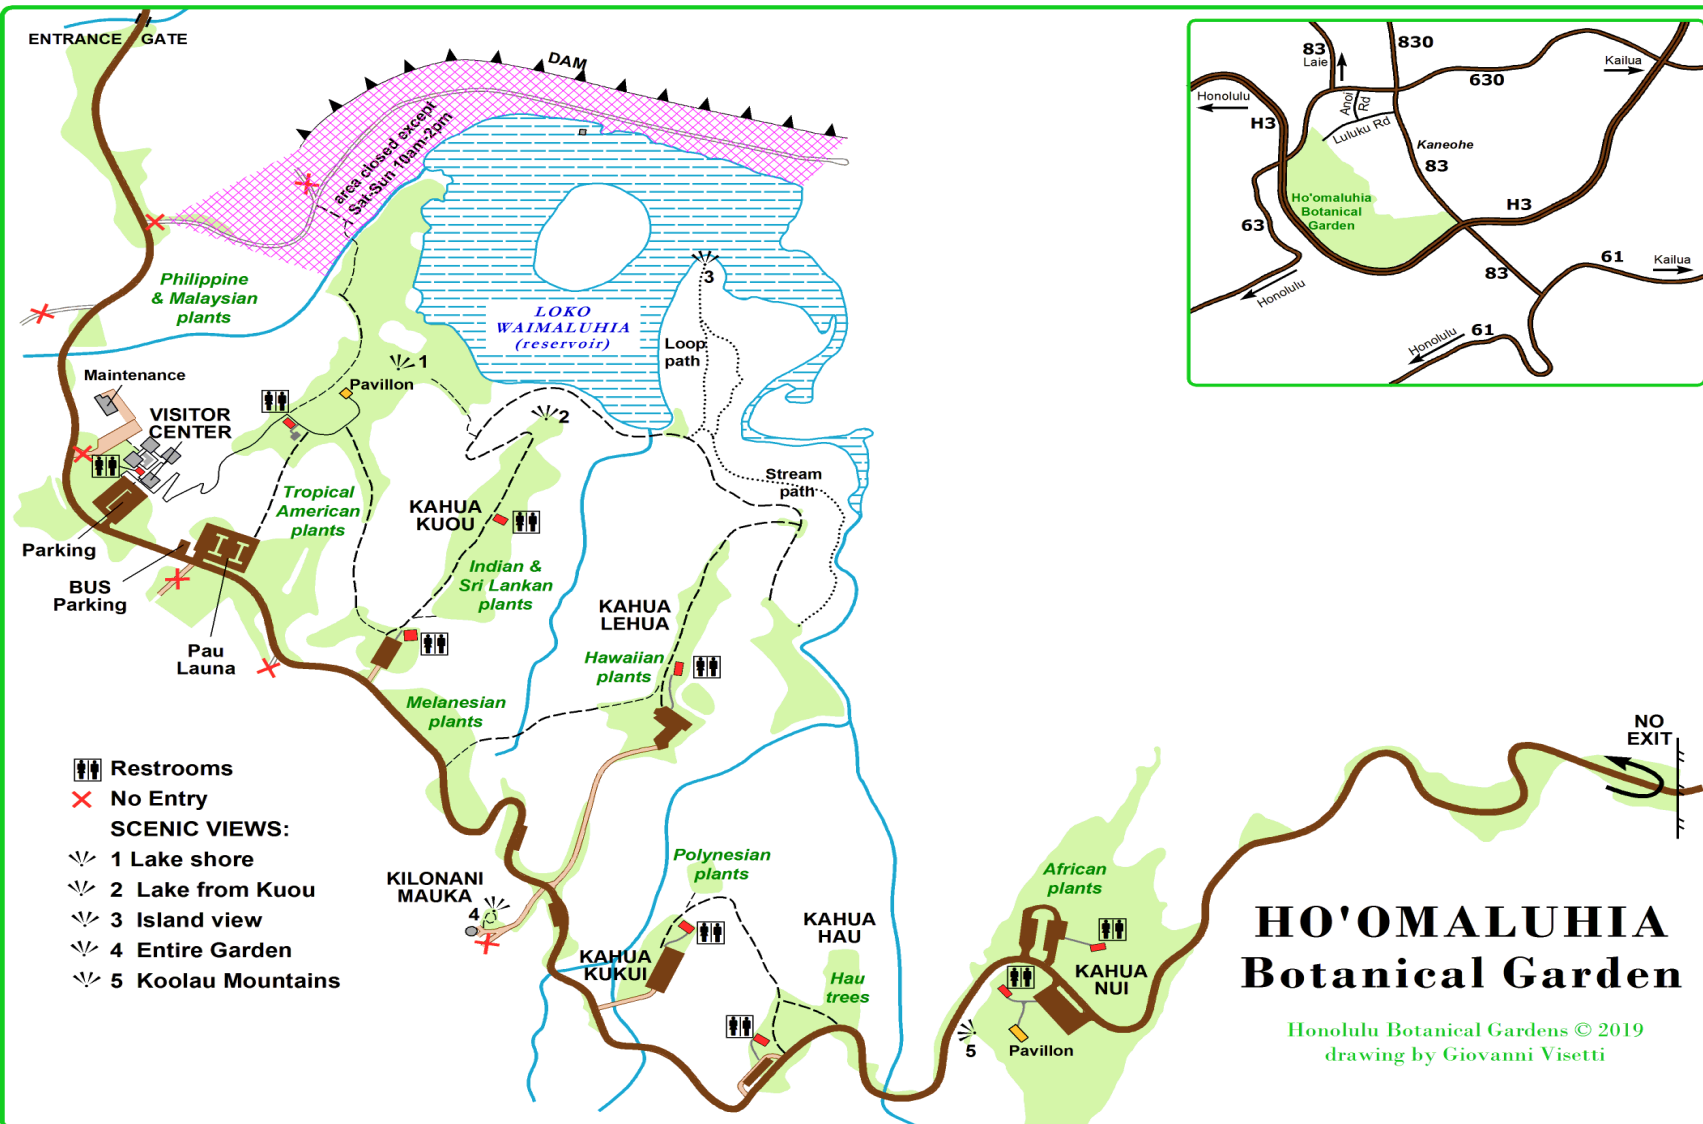 ENTRANCE GATE
DAM
area closed except
Sat-Sun 10am-2pm
Philippine
& Malaysian
plants
LOKO
WAIMALUHIA
(reservoir)
3
Loop
path
1
Pavillon
2
Maintenance
VISITOR
CENTER
Stream
path
Tropical
American
plants
KAHUA
KUOU
Parking
BUS
Parking
Indian &
Sri Lankan
plants
KAHUA
LEHUA
Pau
Launa
Hawaiian
plants
Melanesian
plants
Restrooms
No Entry
SCENIC VIEWS:
1 Lake shore
2 Lake from Kuou
3 Island view
4 Entire Garden
5 Koolau Mountains
KILONANI
MAUKA
4
Polynesian
plants
KAHUA
KUKUI
KAHUA
HAU
Hau
trees
African
plants
KAHUA
NUI
5
Pavillon
NO
EXIT
83
Laie
830
630
Kailua
Honolulu
H3
Anoi
Rd
Luluku Rd
Kaneohe
83
Ho'omaluhia
Botanical
Garden
H3
63
Honolulu
83
61
Kailua
Honolulu
61
HO'OMALUHIA
Botanical Garden
Honolulu Botanical Gardens © 2019
drawing by Giovanni Visetti